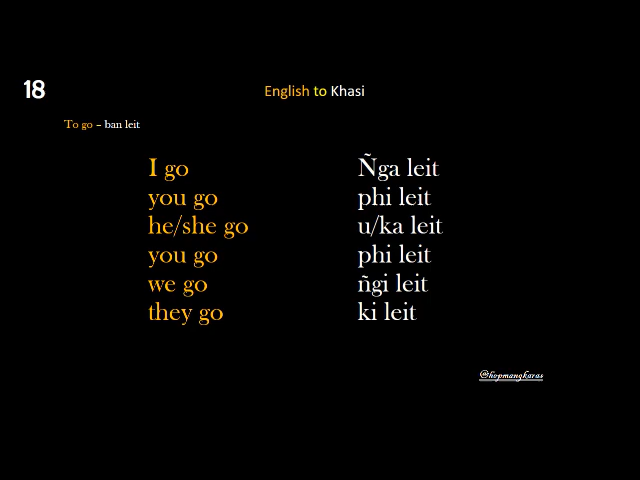 18
English to Khasi
To go – ban leit
I go Ñga leit
you go phi leit
he/she go u/ka leit
you go phi leit
we go ñgi leit
they go ki leit
@hopmangkaras